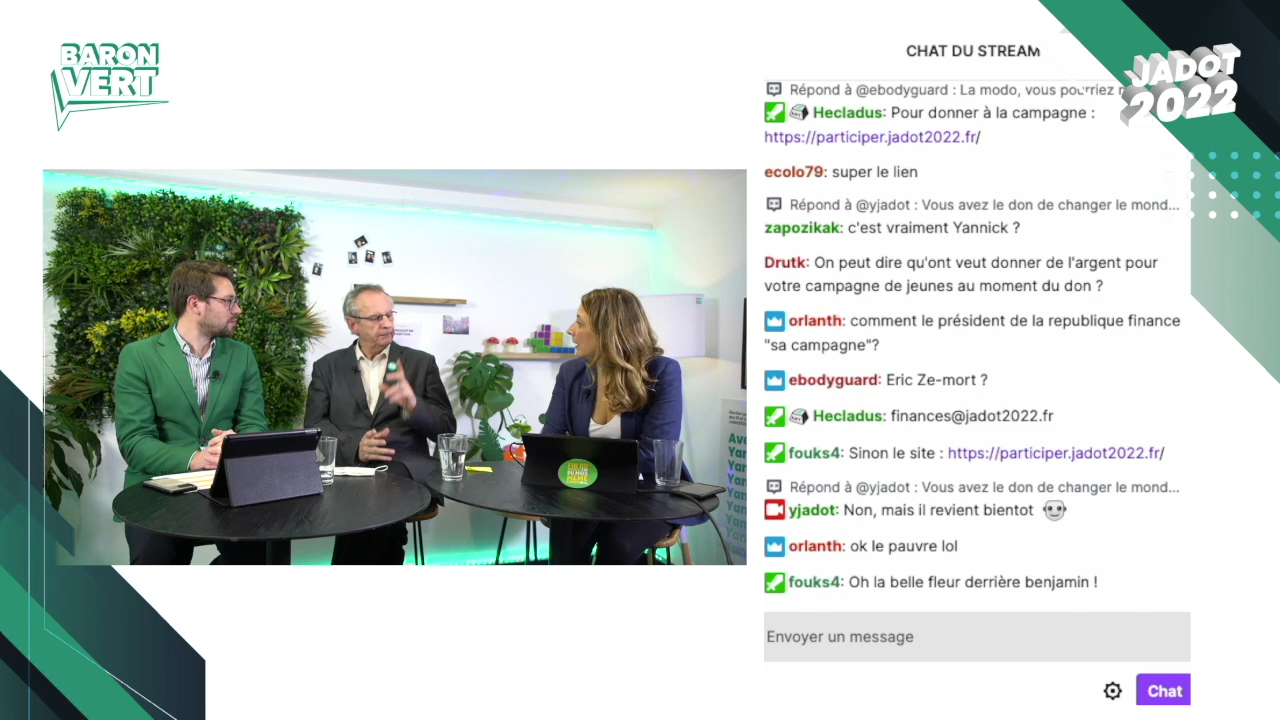 BARON
VERT
JADOT
2022
CHAT DU STREAM
Répond à @ebodyguard : La modo, vous pourriez
Hecladus: Pour donner à la campagne :
https://participer.jadot2022.fr/
ecolo79: super le lien
Répond à @yjadot : Vous avez le don de changer le mond...
zapozikak: c'est vraiment Yannick ?
Drutk: On peut dire qu'ont veut donner de l'argent pour
votre campagne de jeunes au moment du don ?
orlanth: comment le président de la republique finance
"sa campagne"?
ebodyguard: Eric Ze-mort ?
Hecladus: finances@jadot2022.fr
fouks4: Sinon le site : https://participer.jadot2022.fr/
Répond à @yjadot : Vous avez le don de changer le mond...
yjadot: Non, mais il revient bientot
orlanth: ok le pauvre lol
fouks4: Oh la belle fleur derrière benjamin !
Envoyer un message
Chat